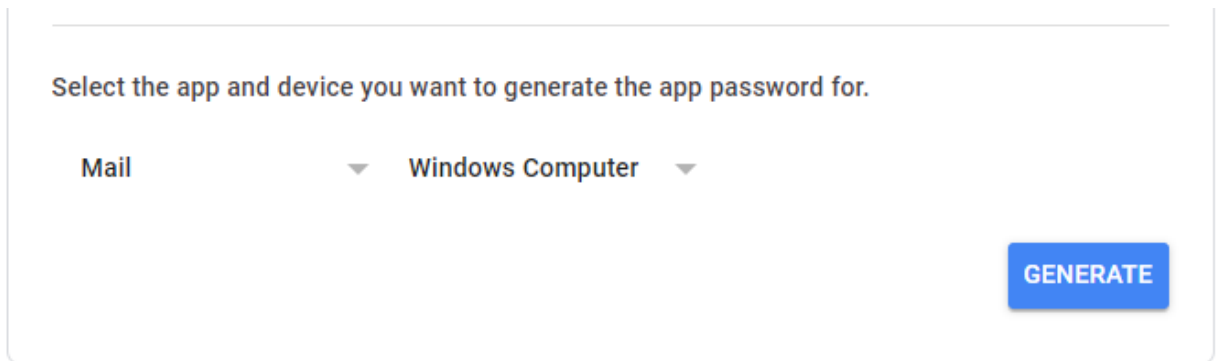 Select the app and device you want to generate the app password for.
Mail Windows Computer
GENERATE